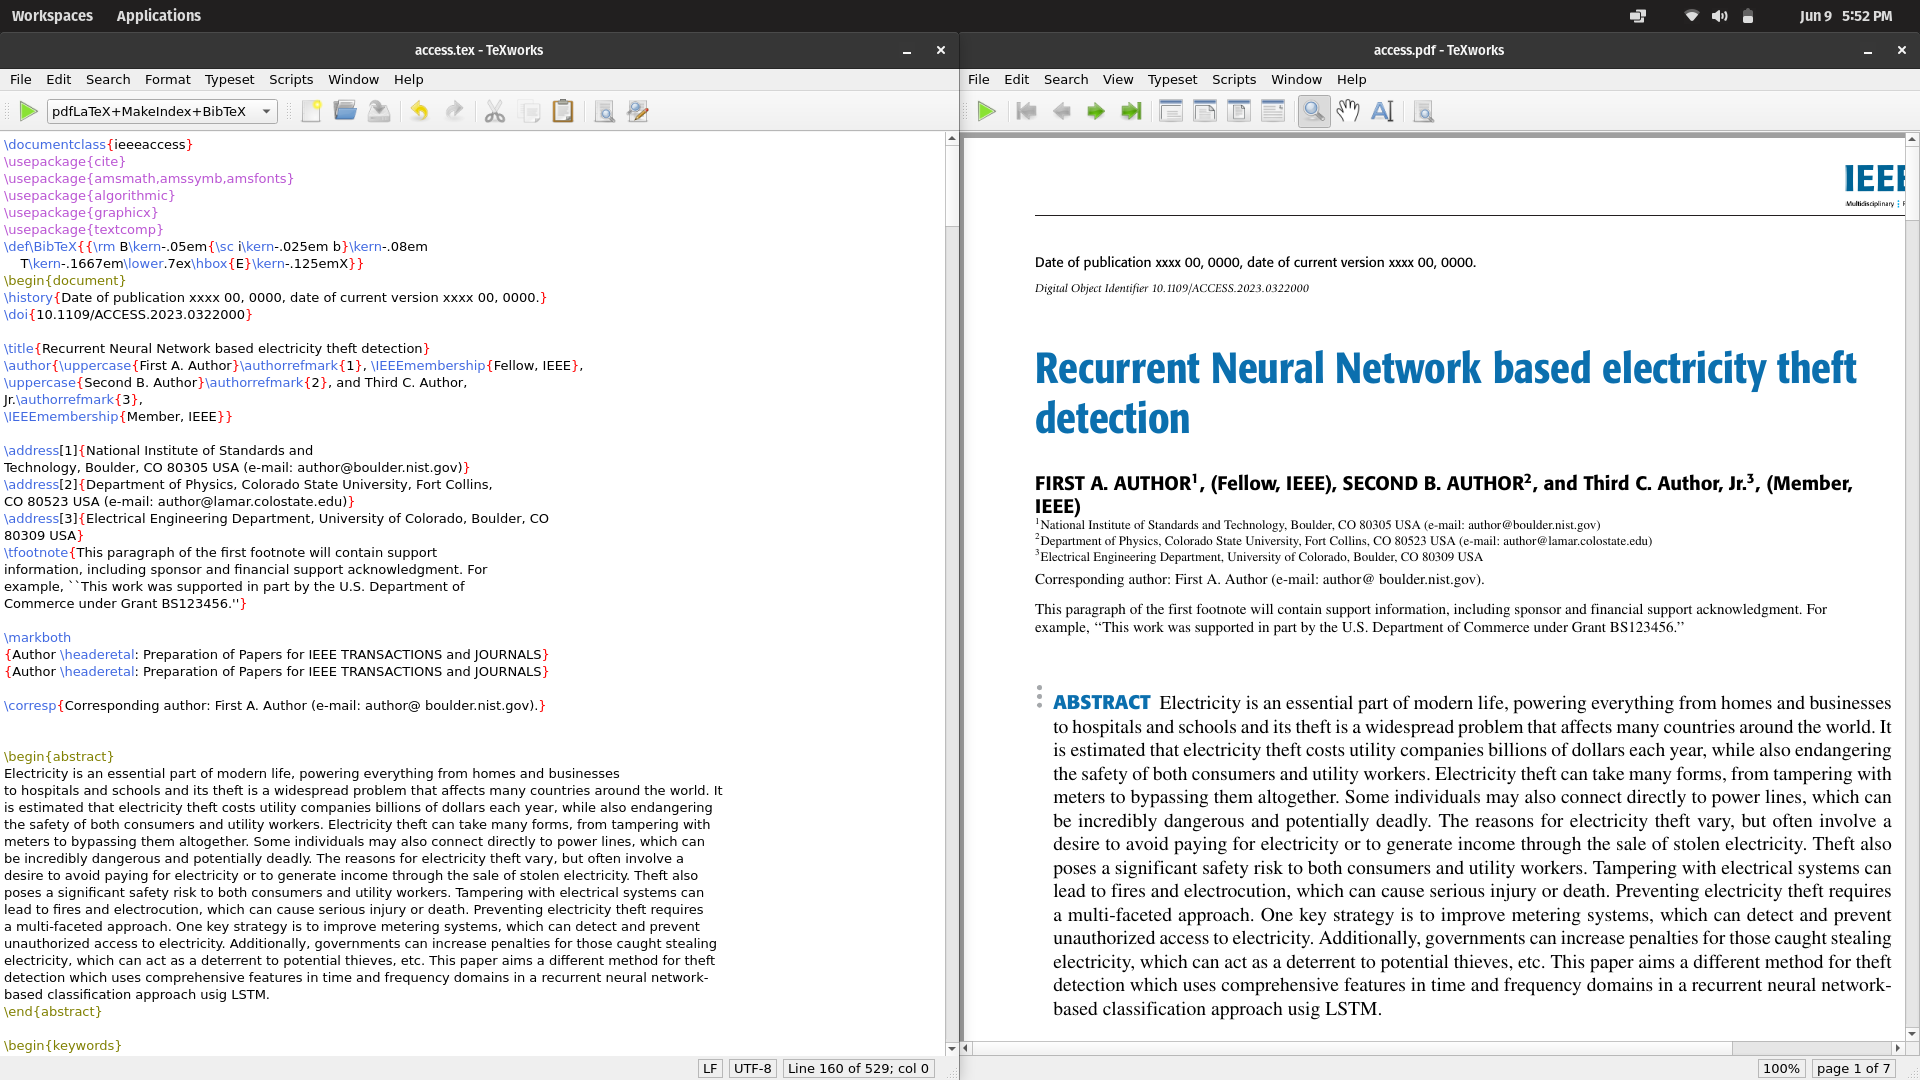 Workspaces Applications Jun 9 5:52 PM
access.tex - TeXworks
File Edit Search Format Typeset Scripts Window Help
pdfLaTeX+MakeIndex+BibTeX
\documentclass{ieeeaccess}
\usepackage{cite}
\usepackage{amsmath,amssymb,amsfonts}
\usepackage{algorithmic}
\usepackage{graphicx}
\usepackage{textcomp}
\def\BibTeX{{\rm B\kern-.05em{\sc i\kern-.025em b}\kern-.08em
T\kern-.1667em\lower.7ex\hbox{E}\kern-.125emX}}
\begin{document}
\history{Date of publication xxxx 00, 0000, date of current version xxxx 00, 0000.}
\doi{10.1109/ACCESS.2023.0322000}
\title{Recurrent Neural Network based electricity theft detection}
\author{\uppercase{First A. Author}\authorrefmark{1}, \IEEEmembership{Fellow, IEEE},
\uppercase{Second B. Author}\authorrefmark{2}, and Third C. Author,
Jr.\authorrefmark{3},
\IEEEmembership{Member, IEEE}}
\address[1]{National Institute of Standards and
Technology, Boulder, CO 80305 USA (e-mail: author@boulder.nist.gov)}
\address[2]{Department of Physics, Colorado State University, Fort Collins,
CO 80523 USA (e-mail: author@lamar.colostate.edu)}
\address[3]{Electrical Engineering Department, University of Colorado, Boulder, CO
80309 USA}
\tfootnote{This paragraph of the first footnote will contain support
information, including sponsor and financial support acknowledgment. For
example, ``This work was supported in part by the U.S. Department of
Commerce under Grant BS123456.''}
\markboth
{Author \headeretal: Preparation of Papers for IEEE TRANSACTIONS and JOURNALS}
{Author \headeretal: Preparation of Papers for IEEE TRANSACTIONS and JOURNALS}
\corresp{Corresponding author: First A. Author (e-mail: author@ boulder.nist.gov).}
\begin{abstract}
Electricity is an essential part of modern life, powering everything from homes and businesses
to hospitals and schools and its theft is a widespread problem that affects many countries around the world. It
is estimated that electricity theft costs utility companies billions of dollars each year, while also endangering
the safety of both consumers and utility workers. Electricity theft can take many forms, from tampering with
meters to bypassing them altogether. Some individuals may also connect directly to power lines, which can
be incredibly dangerous and potentially deadly. The reasons for electricity theft vary, but often involve a
desire to avoid paying for electricity or to generate income through the sale of stolen electricity. Theft also
poses a significant safety risk to both consumers and utility workers. Tampering with electrical systems can
lead to fires and electrocution, which can cause serious injury or death. Preventing electricity theft requires
a multi-faceted approach. One key strategy is to improve metering systems, which can detect and prevent
unauthorized access to electricity. Additionally, governments can increase penalties for those caught stealing
electricity, which can act as a deterrent to potential thieves, etc. This paper aims a different method for theft
detection which uses comprehensive features in time and frequency domains in a recurrent neural network-
based classification approach usig LSTM.
\end{abstract}
\begin{keywords}
LF UTF-8 Line 160 of 529; col 0
access.pdf - TeXworks
File Edit Search View Typeset Scripts Window Help
IEEE
Multidisciplinary
Date of publication xxxx 00, 0000, date of current version xxxx 00, 0000.
Digital Object Identifier 10.1109/ACCESS.2023.0322000
Recurrent Neural Network based electricity theft
detection
FIRST A. AUTHOR1, (Fellow, IEEE), SECOND B. AUTHOR2, and Third C. Author, Jr.3, (Member,
IEEE)
1National Institute of Standards and Technology, Boulder, CO 80305 USA (e-mail: author@boulder.nist.gov)
2Department of Physics, Colorado State University, Fort Collins, CO 80523 USA (e-mail: author@lamar.colostate.edu)
3Electrical Engineering Department, University of Colorado, Boulder, CO 80309 USA
Corresponding author: First A. Author (e-mail: author@ boulder.nist.gov).
This paragraph of the first footnote will contain support information, including sponsor and financial support acknowledgment. For
example, “This work was supported in part by the U.S. Department of Commerce under Grant BS123456.”
ABSTRACT Electricity is an essential part of modern life, powering everything from homes and businesses
to hospitals and schools and its theft is a widespread problem that affects many countries around the world. It
is estimated that electricity theft costs utility companies billions of dollars each year, while also endangering
the safety of both consumers and utility workers. Electricity theft can take many forms, from tampering with
meters to bypassing them altogether. Some individuals may also connect directly to power lines, which can
be incredibly dangerous and potentially deadly. The reasons for electricity theft vary, but often involve a
desire to avoid paying for electricity or to generate income through the sale of stolen electricity. Theft also
poses a significant safety risk to both consumers and utility workers. Tampering with electrical systems can
lead to fires and electrocution, which can cause serious injury or death. Preventing electricity theft requires
a multi-faceted approach. One key strategy is to improve metering systems, which can detect and prevent
unauthorized access to electricity. Additionally, governments can increase penalties for those caught stealing
electricity, which can act as a deterrent to potential thieves, etc. This paper aims a different method for theft
detection which uses comprehensive features in time and frequency domains in a recurrent neural network-
based classification approach usig LSTM.
100% page 1 of 7